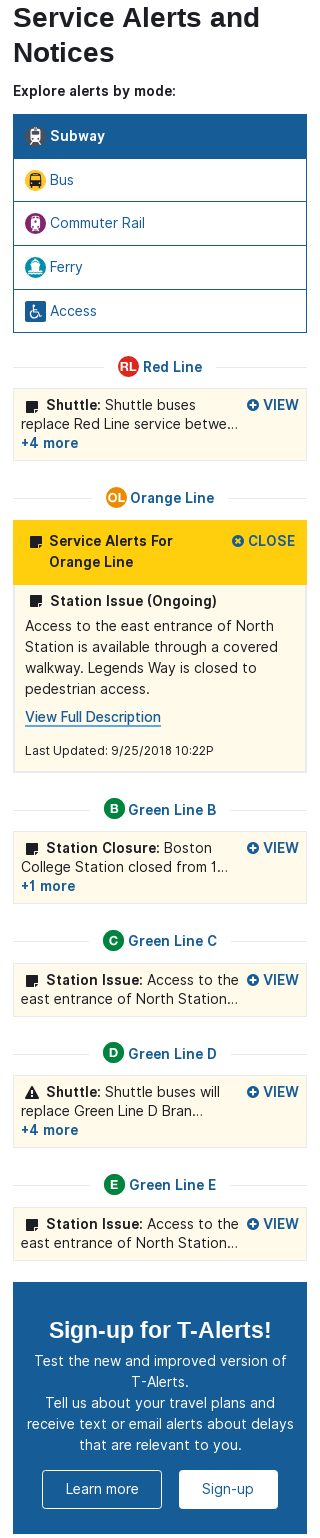 Service Alerts and
Notices
Explore alerts by mode:
Subway
Bus
Commuter Rail
Ferry
Access
RL Red Line
Shuttle: Shuttle buses
replace Red Line service betwe...
+4 more
VIEW
OL Orange Line
Service Alerts For
Orange Line
CLOSE
Station Issue (Ongoing)
Access to the east entrance of North
Station is available through a covered
walkway. Legends Way is closed to
pedestrian access.
View Full Description
Last Updated: 9/25/2018 10:22P
B Green Line B
Station Closure: Boston
College Station closed from 1...
+1 more
VIEW
C Green Line C
Station Issue: Access to the
east entrance of North Station...
VIEW
D Green Line D
Shuttle: Shuttle buses will
replace Green Line D Bran...
+4 more
VIEW
E Green Line E
Station Issue: Access to the
east entrance of North Station...
VIEW
Sign-up for T-Alerts!
Test the new and improved version of
T-Alerts.
Tell us about your travel plans and
receive text or email alerts about delays
that are relevant to you.
Learn more
Sign-up